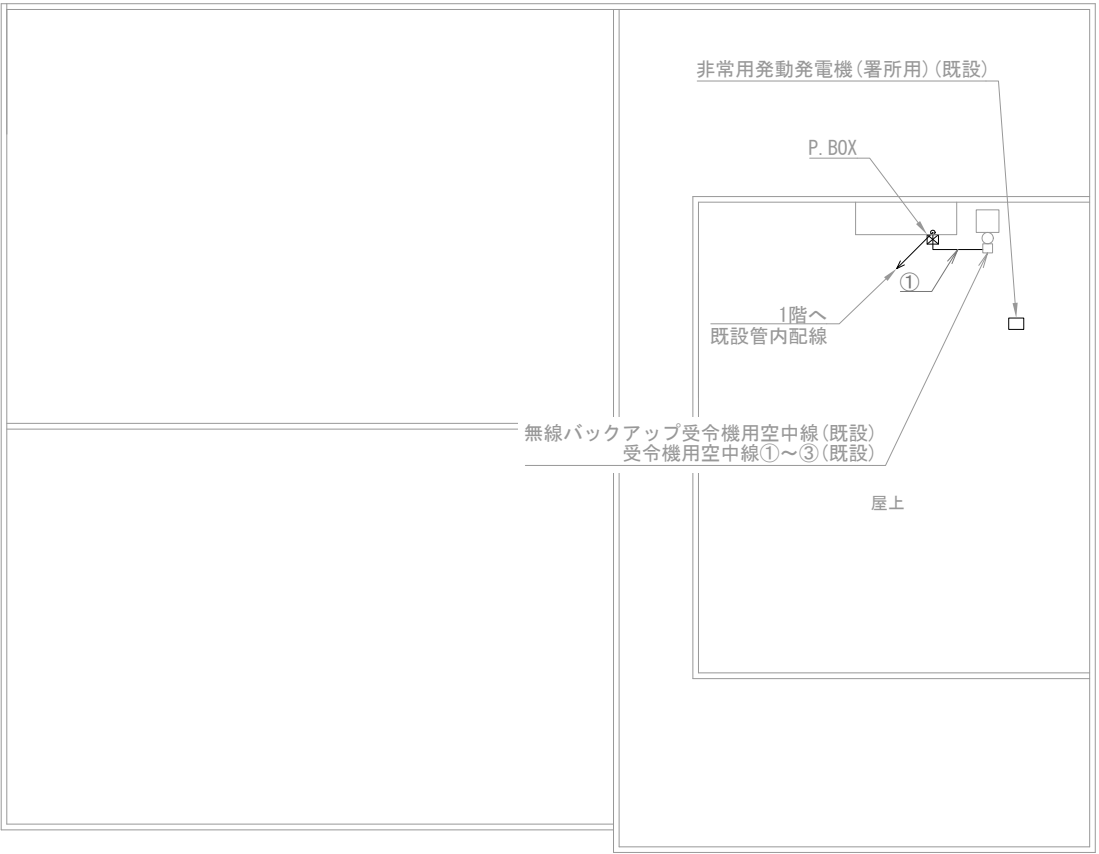 非常用発動発電機(署所用)(既設)
P.BOX
①
1階へ
既設管内配線
無線バックアップ受令機用空中線(既設)
受令機用空中線①～③(既設)
屋上